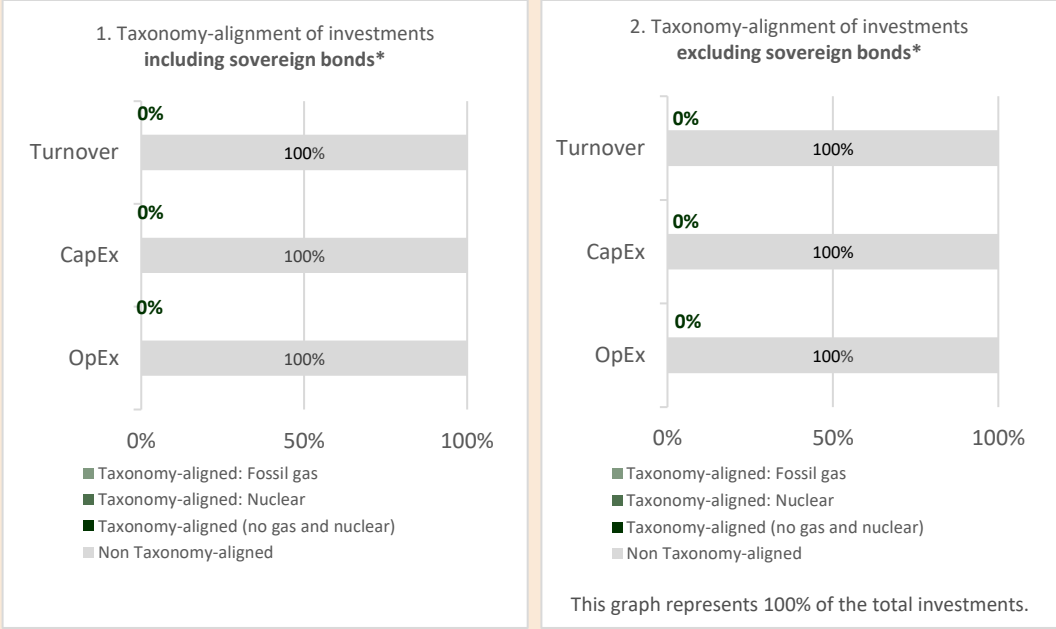 1. Taxonomy-alignment of investments
including sovereign bonds*
0%
Turnover
100%
0%
CapEx
100%
0%
OpEx
100%
0%
50%
100%
Taxonomy-aligned: Fossil gas
Taxonomy-aligned: Nuclear
Taxonomy-aligned (no gas and nuclear)
Non Taxonomy-aligned
2. Taxonomy-alignment of investments
excluding sovereign bonds*
0%
Turnover
100%
0%
CapEx
100%
0%
OpEx
100%
0%
50%
100%
Taxonomy-aligned: Fossil gas
Taxonomy-aligned: Nuclear
Taxonomy-aligned (no gas and nuclear)
Non Taxonomy-aligned
This graph represents 100% of the total investments.